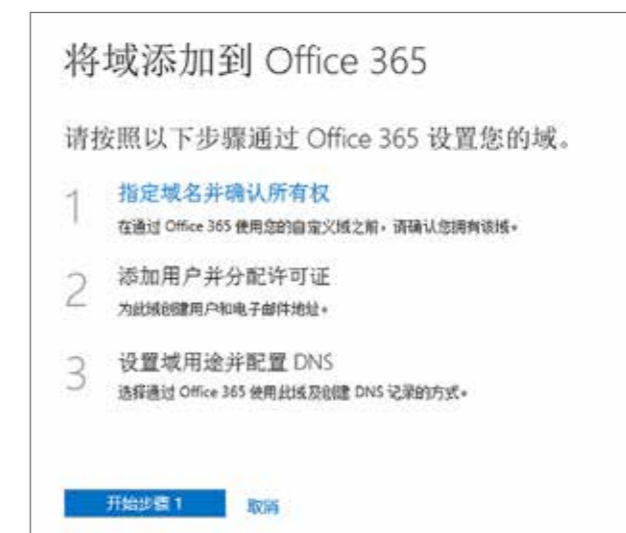 将域添加到 Office 365
请按照以下步骤通过 Office 365 设置您的域。
1 指定域名并确认所有权
在通过 Office 365 使用您的自定义域之前，请确认您拥有该域。
2 添加用户并分配许可证
为此域创建用户和电子邮件地址。
3 设置域用途并配置 DNS
选择通过 Office 365 使用此域及创建 DNS 记录的方式。
开始步骤 1 取消